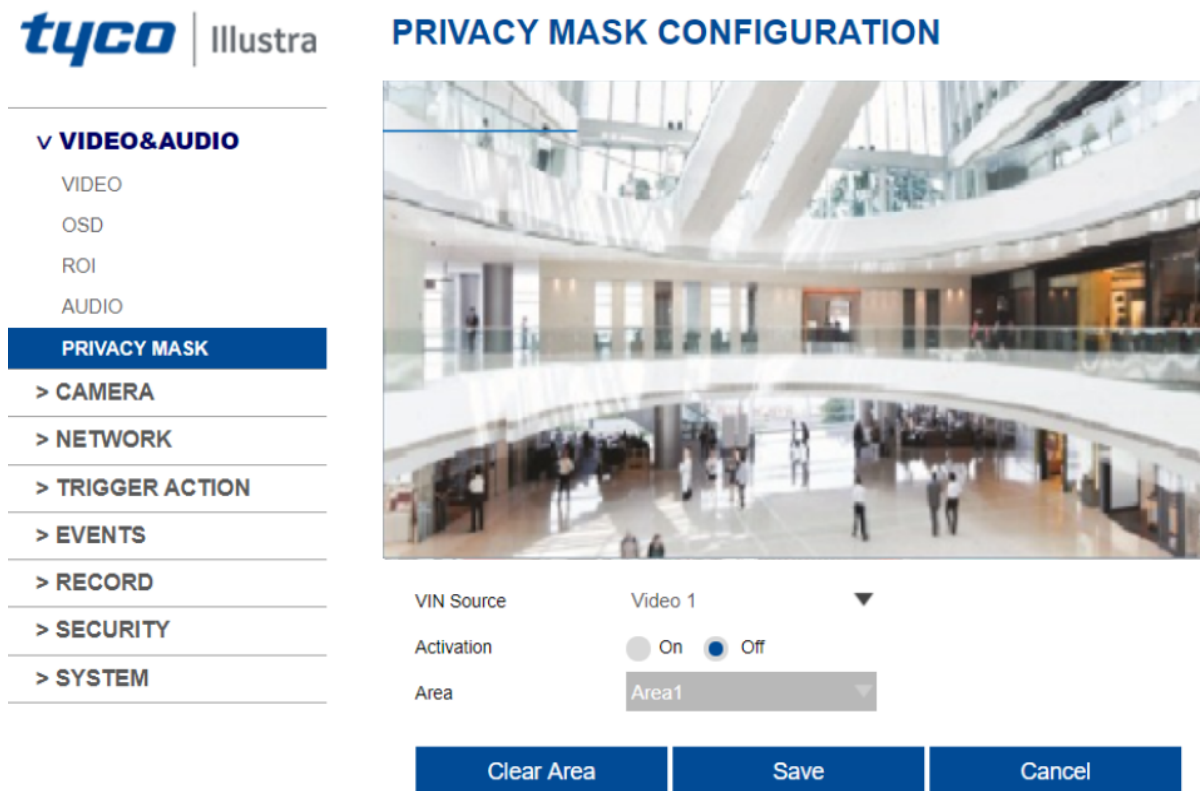 tyco | Illustra
PRIVACY MASK CONFIGURATION
v VIDEO&AUDIO
VIDEO
OSD
ROI
AUDIO
PRIVACY MASK
> CAMERA
> NETWORK
> TRIGGER ACTION
> EVENTS
> RECORD
> SECURITY
> SYSTEM
VIN Source Video 1
Activation On Off
Area Area1
Clear Area Save Cancel